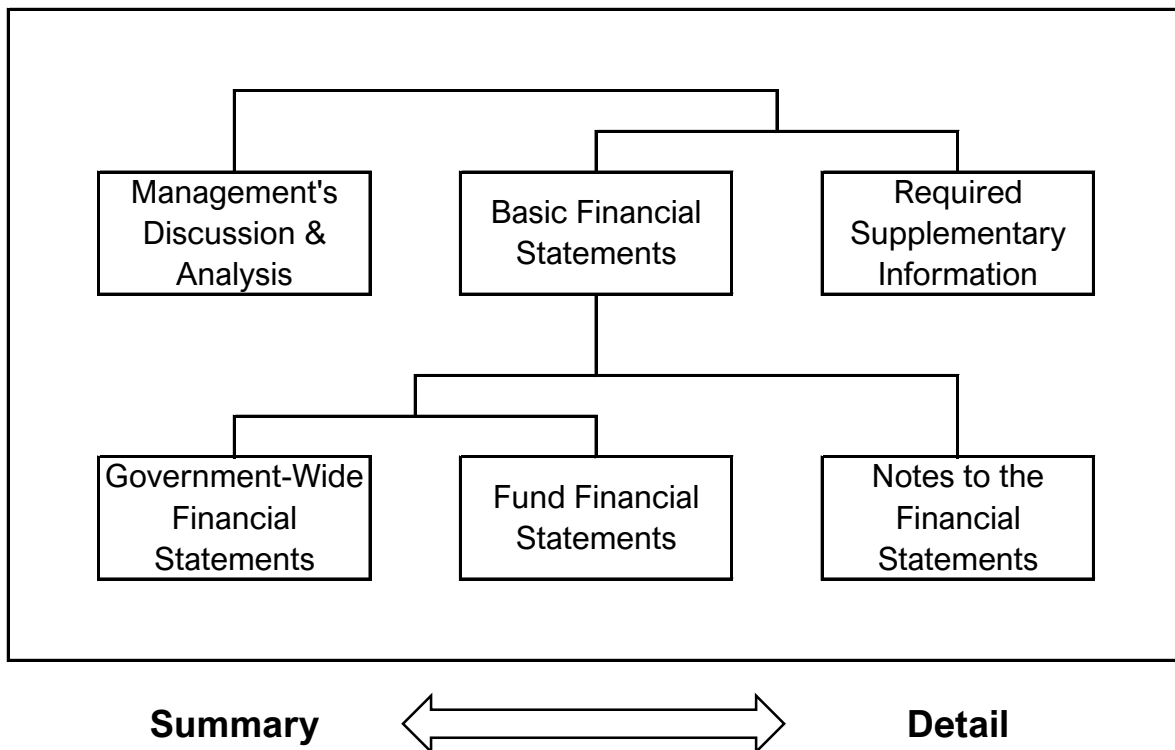 Management's
Discussion &
Analysis
Basic Financial
Statements
Required
Supplementary
Information
Government-Wide
Financial
Statements
Fund Financial
Statements
Notes to the
Financial
Statements
Summary
Detail